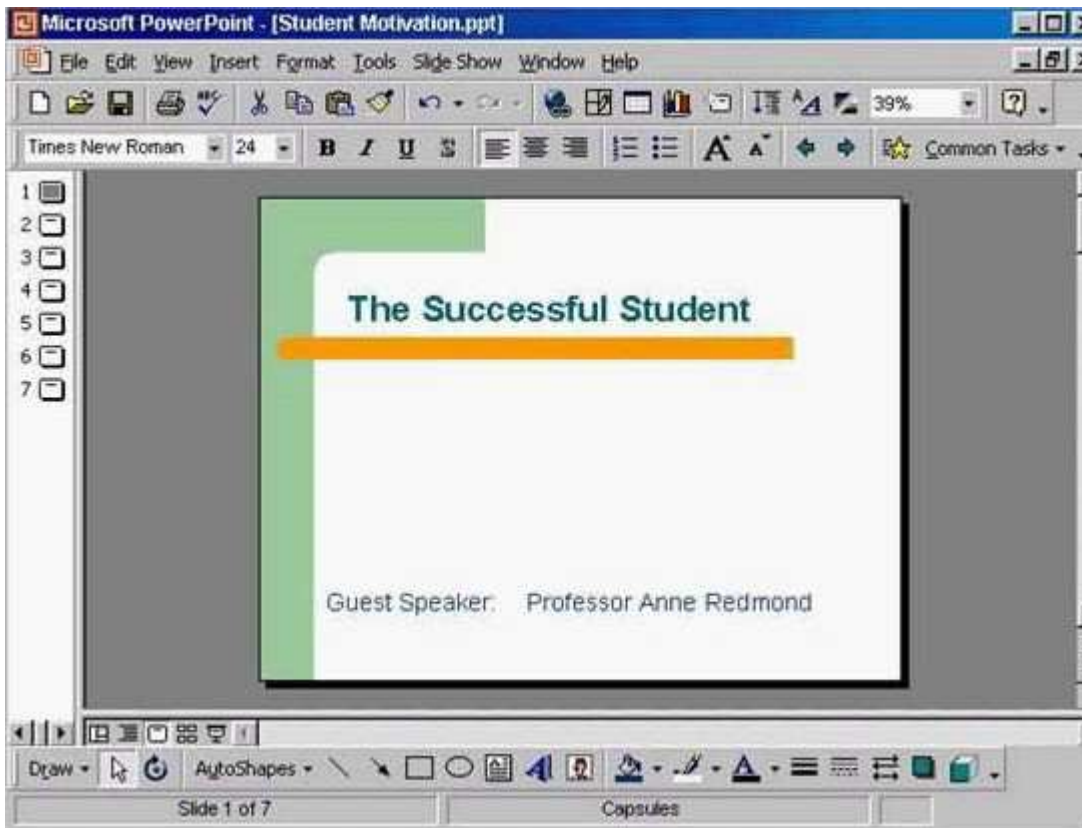 Microsoft PowerPoint - [Student Motivation.ppt]
File Edit View Insert Format Tools Slide Show Window Help
39%
Times New Roman 24 B I U S A A Common Tasks
1
2
3
4
5
6
7
The Successful Student
Guest Speaker: Professor Anne Redmond
Draw AutoShapes
Slide 1 of 7 Capsules